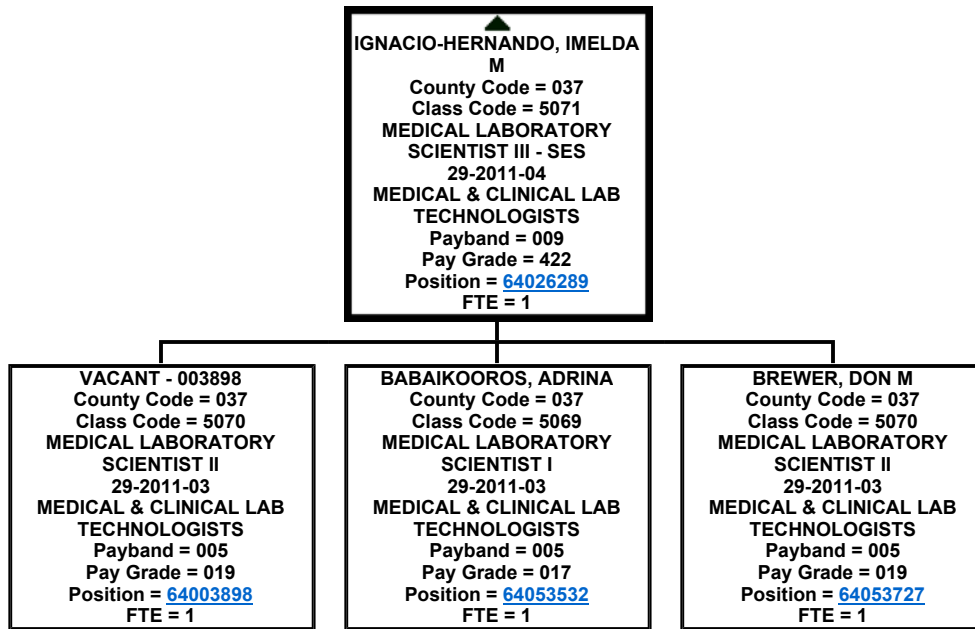 IGNACIO-HERNANDO, IMELDA
M
County Code = 037
Class Code = 5071
MEDICAL LABORATORY
SCIENTIST III - SES
29-2011-04
MEDICAL & CLINICAL LAB
TECHNOLOGISTS
Payband = 009
Pay Grade = 422
Position = 64026289
FTE = 1
VACANT - 003898
County Code = 037
Class Code = 5070
MEDICAL LABORATORY
SCIENTIST II
29-2011-03
MEDICAL & CLINICAL LAB
TECHNOLOGISTS
Payband = 005
Pay Grade = 019
Position = 64003898
FTE = 1
BABAIKOOROS, ADRINA
County Code = 037
Class Code = 5069
MEDICAL LABORATORY
SCIENTIST I
29-2011-03
MEDICAL & CLINICAL LAB
TECHNOLOGISTS
Payband = 005
Pay Grade = 017
Position = 64053532
FTE = 1
BREWER, DON M
County Code = 037
Class Code = 5070
MEDICAL LABORATORY
SCIENTIST II
29-2011-03
MEDICAL & CLINICAL LAB
TECHNOLOGISTS
Payband = 005
Pay Grade = 019
Position = 64053727
FTE = 1